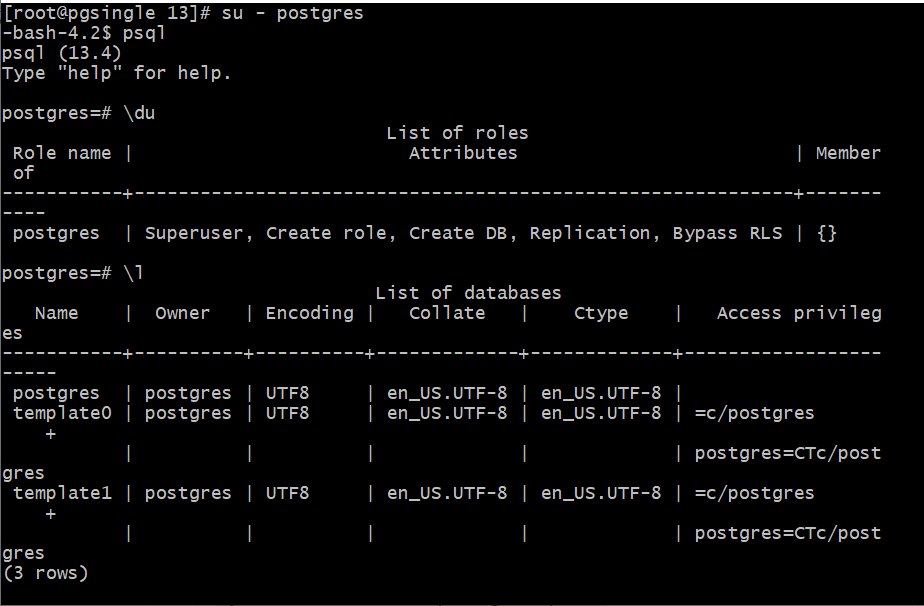 [root@pgsingle 13]# su - postgres
-bash-4.2$ psql
psql (13.4)
Type "help" for help.

postgres=# \du
                                   List of roles
 Role name |                         Attributes                         | Member
 of
-----------+------------------------------------------------------------+-------
----
 postgres  | Superuser, Create role, Create DB, Replication, Bypass RLS | {}

postgres=# \l
                                  List of databases
   Name    |  Owner   | Encoding |   Collate   |    Ctype    |   Access privileg
es
-----------+----------+----------+-------------+-------------+------------------
-----
 postgres  | postgres | UTF8     | en_US.UTF-8 | en_US.UTF-8 |
 template0 | postgres | UTF8     | en_US.UTF-8 | en_US.UTF-8 | =c/postgres
    +
           |          |          |             |             | postgres=CTc/post
gres
 template1 | postgres | UTF8     | en_US.UTF-8 | en_US.UTF-8 | =c/postgres
    +
           |          |          |             |             | postgres=CTc/post
gres
(3 rows)